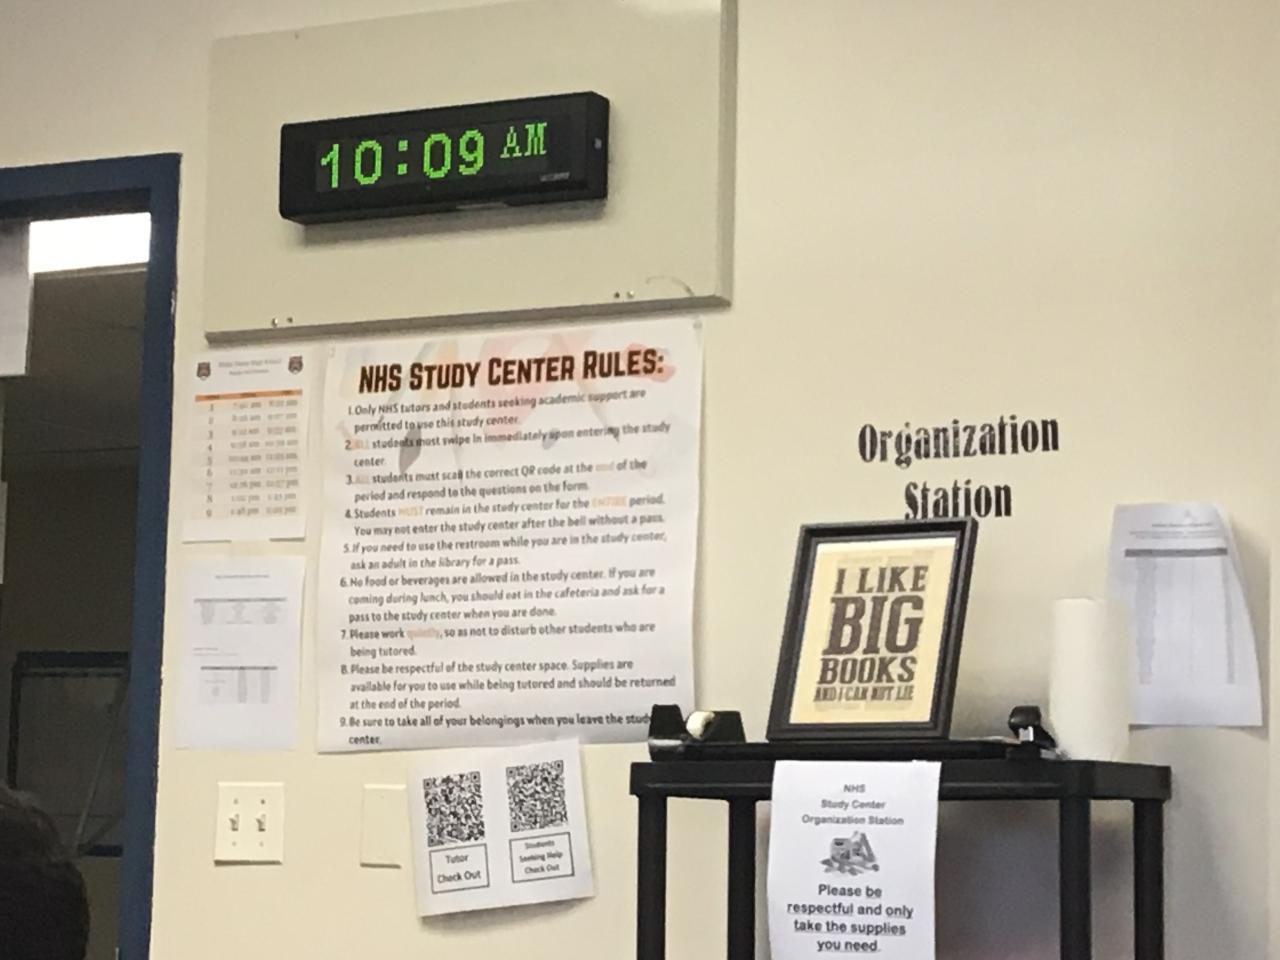 10:09 AM
NHS STUDY CENTER RULES:
1. Only NHS tutors and students seeking academic support are
permitted to use this study center.
2. ALL students must swipe in immediately upon entering the study
center.
3. ALL students must scan the correct QR code at the end of the
period and respond to the questions on the form.
4. Students MUST remain in the study center for the ENTIRE period.
You may not enter the study center after the bell without a pass.
5. If you need to use the restroom while you are in the study center,
ask an adult in the library for a pass.
6. No food or beverages are allowed in the study center. If you are
coming during lunch, you should eat in the cafeteria and ask for a
pass to the study center when you are done.
7. Please work quietly, so as not to disturb other students who are
being tutored.
8. Please be respectful of the study center space. Supplies are
available for you to use while being tutored and should be returned
at the end of the period.
9. Be sure to take all of your belongings when you leave the study
center.
Tutor
Check Out
Students
Seeking Help
Check Out
Organization
Station
I LIKE
BIG
BOOKS
AND I CAN NOT LIE
NHS
Study Center
Organization Station
Please be
respectful and only
take the supplies
you need.